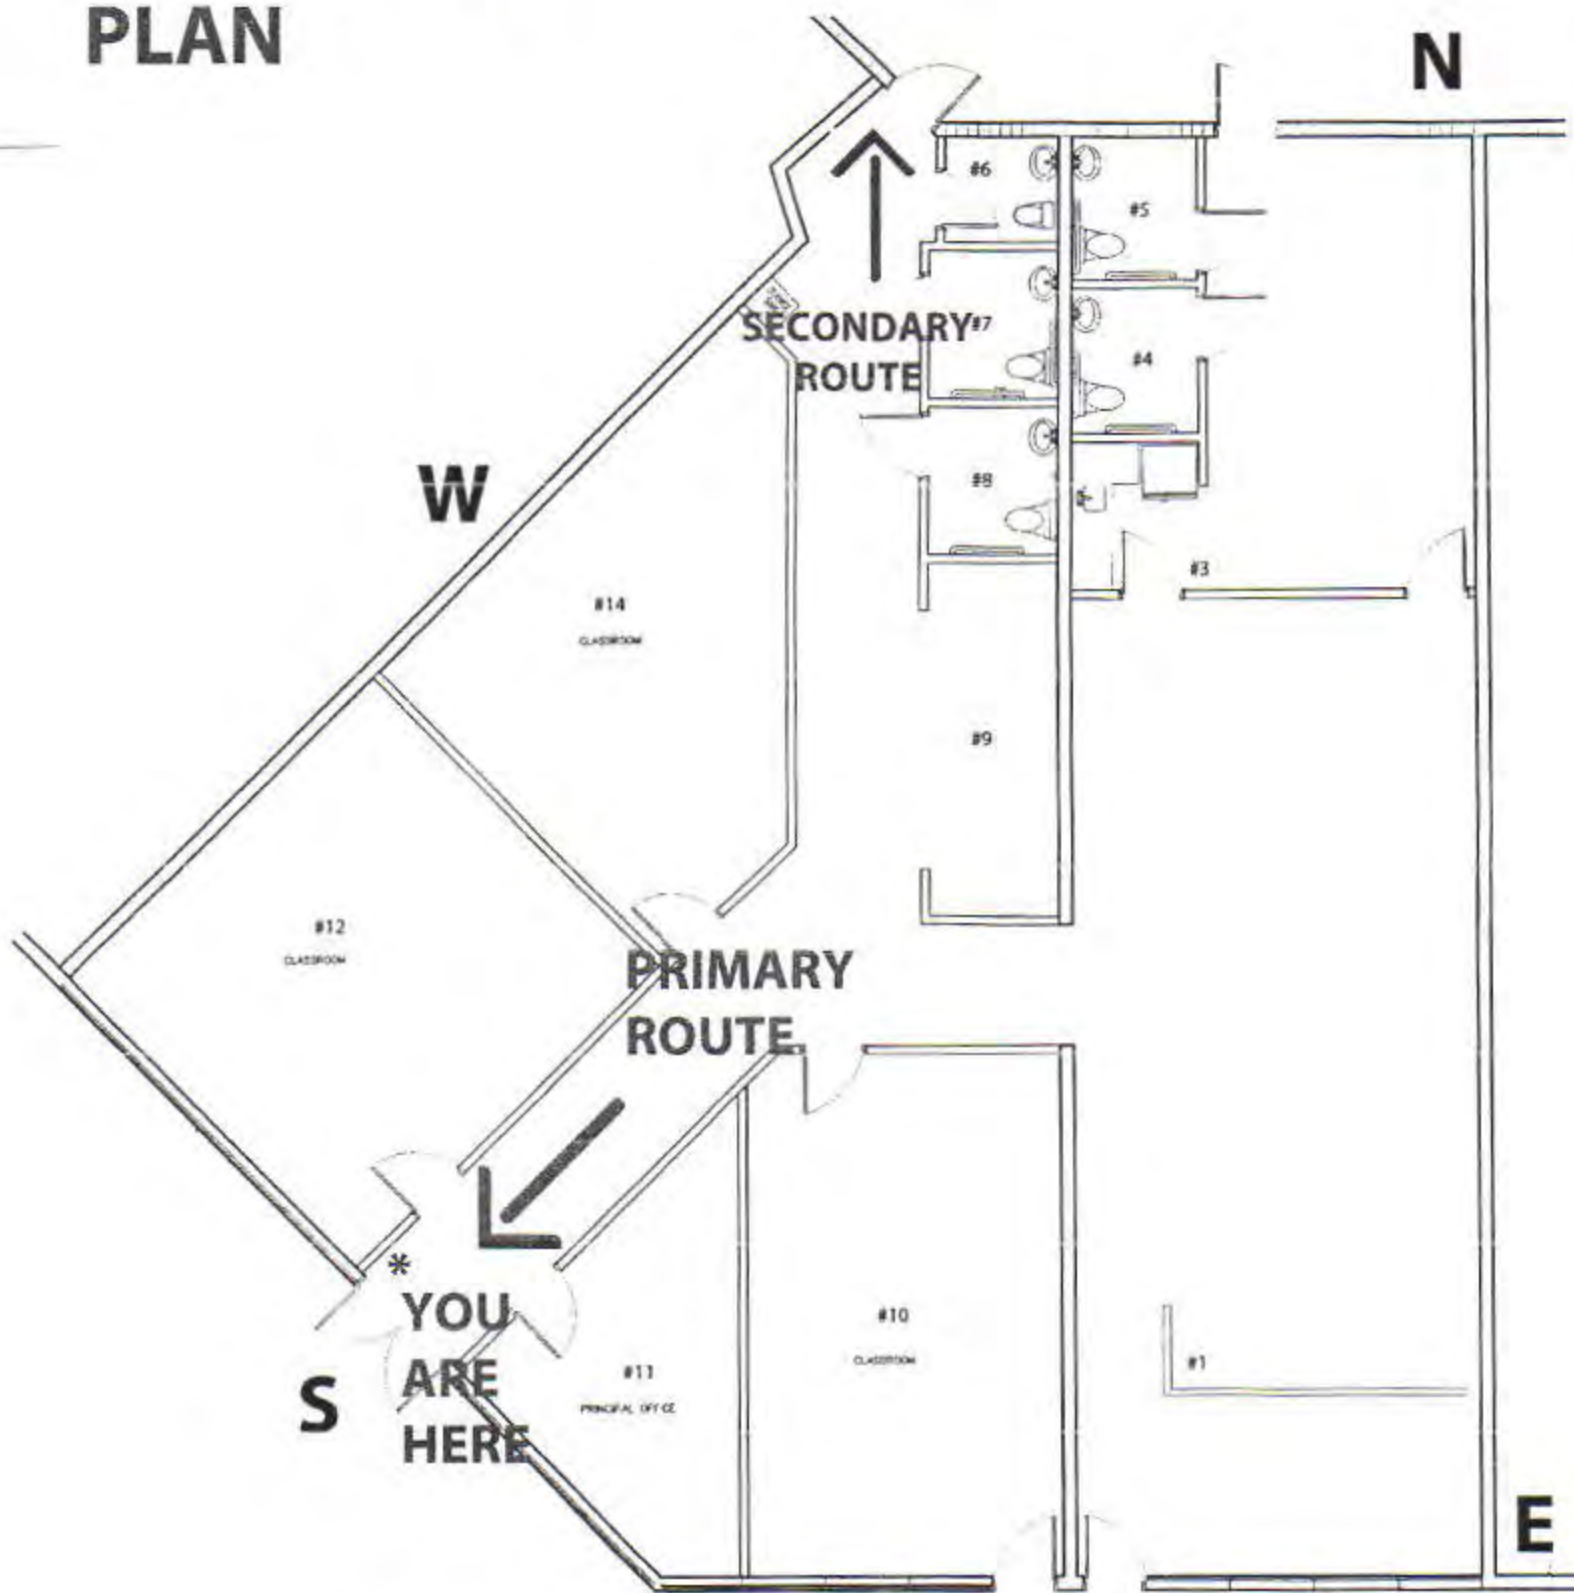 PLAN
N
#6
#5
SECONDARY #7
ROUTE
#4
W
#8
#3
#14
CLASSROOM
#9
#12
CLASSROOM
PRIMARY
ROUTE
*
YOU
ARE
HERE
S
#10
CLASSROOM
#11
PRINCIPAL OFFICE
#1
E